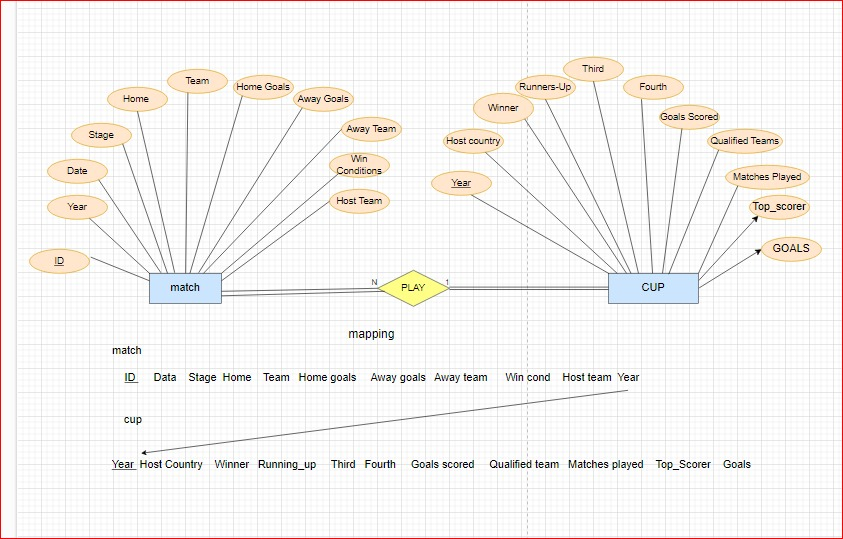 Team
Home
Home Goals
Away Goals
Stage
Away Team
Date
Win
Conditions
Year
Host Team
ID
Third
Runners-Up
Fourth
Winner
Goals Scored
Host country
Qualified Teams
Year
Matches Played
Top_scorer
GOALS
match
N
PLAY
1
CUP
mapping
match
ID Data Stage Home Team Home goals Away goals Away team Win cond Host team Year
cup
Year Host Country Winner Running_up Third Fourth Goals scored Qualified team Matches played Top_Scorer Goals